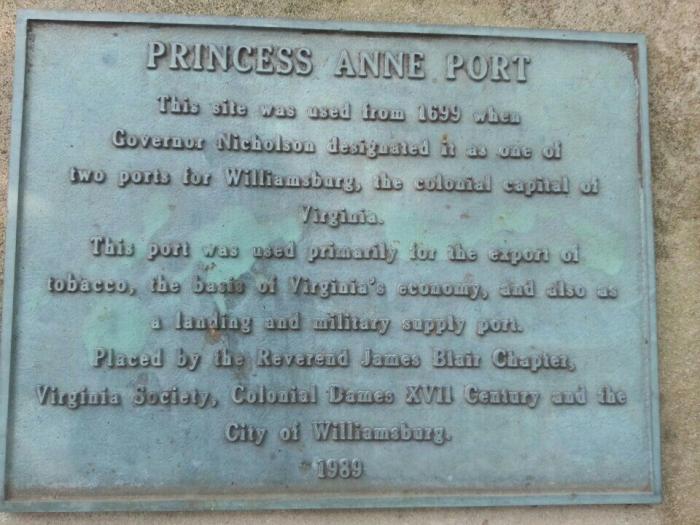 PRINCESS ANNE PORT
This site was used from 1699 when
Governor Nicholson designated it as one of
two ports for Williamsburg, the colonial capital of
Virginia.
This port was used primarily for the export of
tobacco, the basis of Virginia's economy, and also as
a landing and military supply port.
Placed by the Reverend James Blair Chapter,
Virginia Society, Colonial Dames XVII Century and the
City of Williamsburg.
1989